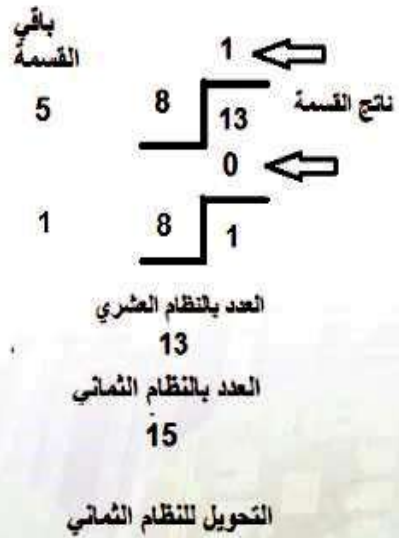 باقي
القسمة
1
5
8
13
ناتج القسمة
0
1
8
1
العدد بالنظام العشري
13
العدد بالنظام الثماني
15
التحويل للنظام الثماني